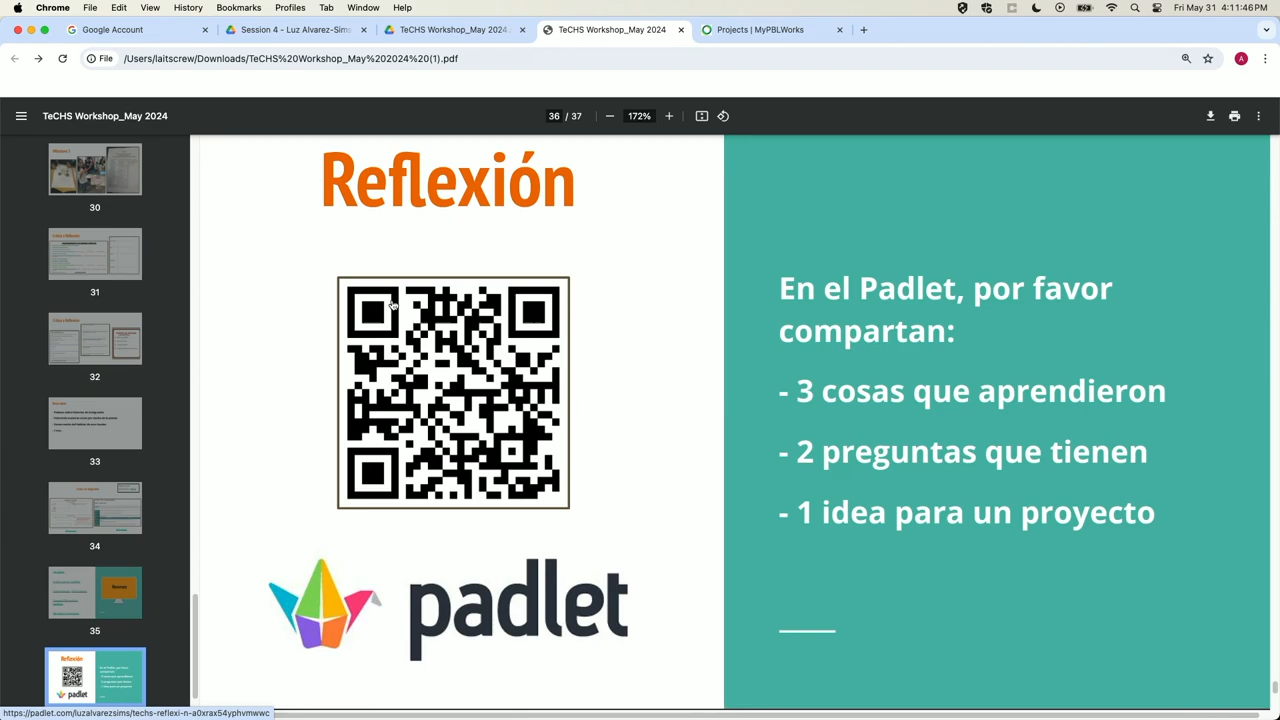 Chrome File Edit View History Bookmarks Profiles Tab Window Help
Fri May 31 4:11:46 PM
Google Account
Session 4 - Luz Alvarez-Sims
TeCHS Workshop_May 2024
TeCHS Workshop_May 2024
Projects | MyPBLWorks
File /Users/laitscrew/Downloads/TeCHS%20Workshop_May%202024%20(1).pdf
A
TeCHS Workshop_May 2024
36 / 37
172%
30
31
32
33
34
35
Reflexión
padlet
En el Padlet, por favor
compartan:
- 3 cosas que aprendieron
- 2 preguntas que tienen
- 1 idea para un proyecto
https://padlet.com/luzalvarezsims/techs-reflexi-n-a0xrax54yphvmwwc